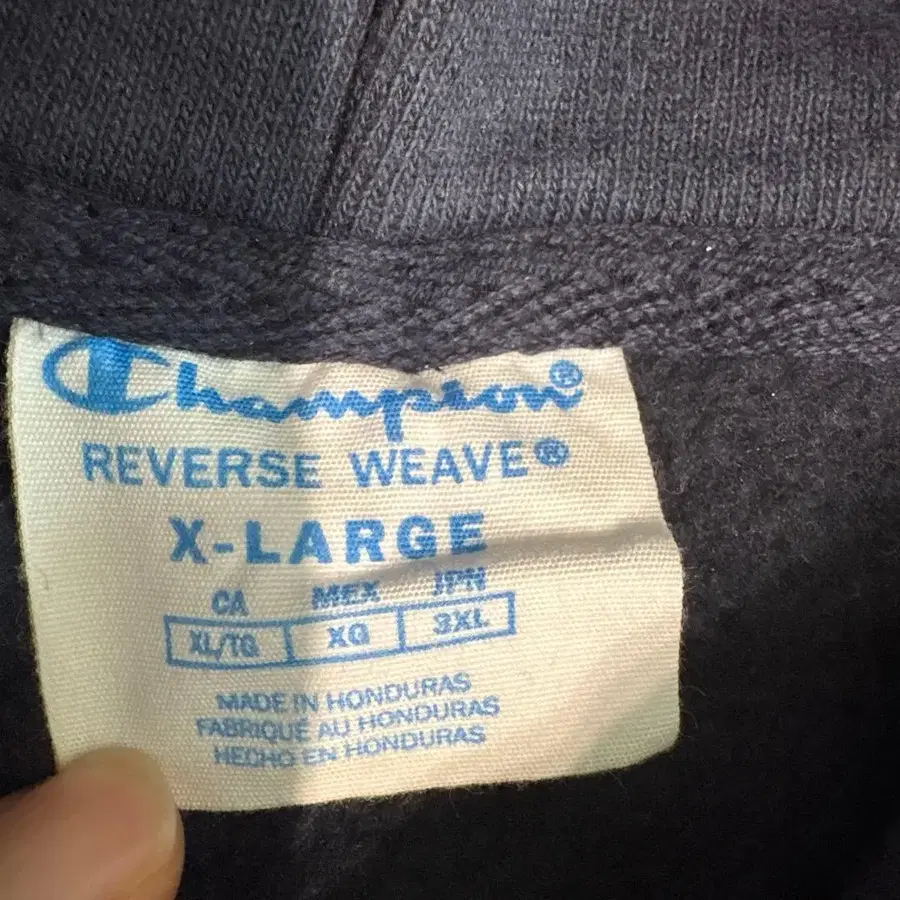 Champion®
REVERSE WEAVE®
X-LARGE
CA MEX JPN
XL/TG XG 3XL
MADE IN HONDURAS
FABRIQUÉ AU HONDURAS
HECHO EN HONDURAS